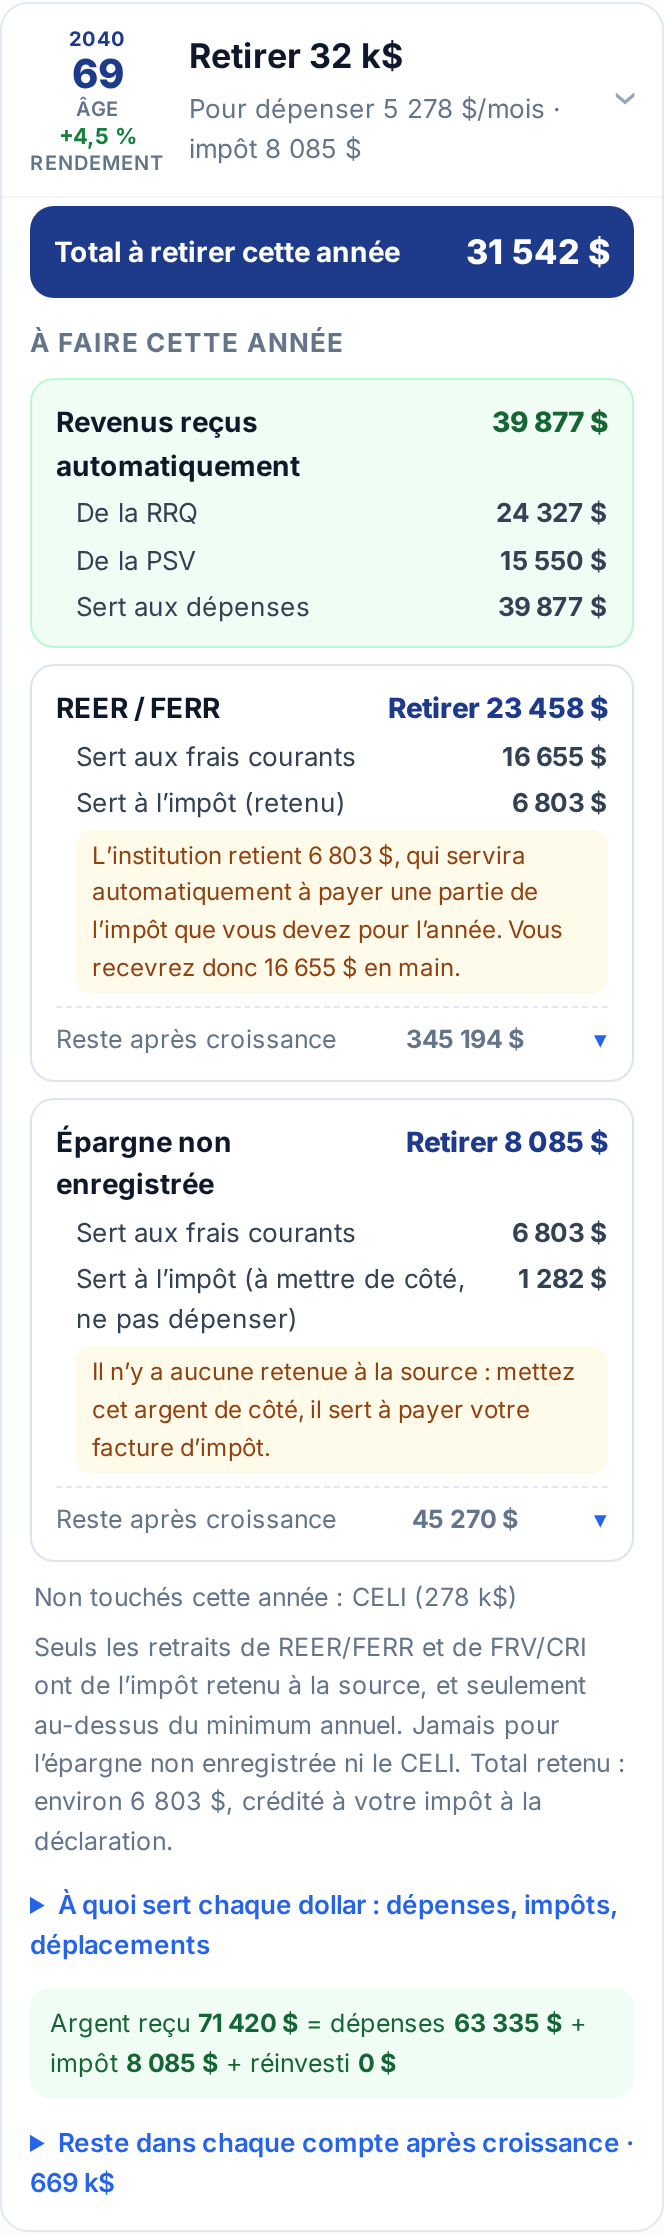 2040
69
ÂGE
+4,5 %
RENDEMENT
Retirer 32 k$
Pour dépenser 5 278 $/mois ·
impôt 8 085 $
Total à retirer cette année 31 542 $
À FAIRE CETTE ANNÉE
Revenus reçus 39 877 $
automatiquement
De la RRQ 24 327 $
De la PSV 15 550 $
Sert aux dépenses 39 877 $
REER / FERR Retirer 23 458 $
Sert aux frais courants 16 655 $
Sert à l’impôt (retenu) 6 803 $
L’institution retient 6 803 $, qui servira
automatiquement à payer une partie de
l’impôt que vous devez pour l’année. Vous
recevrez donc 16 655 $ en main.
Reste après croissance 345 194 $ ▼
Épargne non Retirer 8 085 $
enregistrée
Sert aux frais courants 6 803 $
Sert à l’impôt (à mettre de côté, 1 282 $
ne pas dépenser)
Il n’y a aucune retenue à la source : mettez
cet argent de côté, il sert à payer votre
facture d’impôt.
Reste après croissance 45 270 $ ▼
Non touchés cette année : CELI (278 k$)
Seuls les retraits de REER/FERR et de FRV/CRI
ont de l’impôt retenu à la source, et seulement
au-dessus du minimum annuel. Jamais pour
l’épargne non enregistrée ni le CELI. Total retenu :
environ 6 803 $, crédité à votre impôt à la
déclaration.
▶ À quoi sert chaque dollar : dépenses, impôts,
déplacements
Argent reçu 71 420 $ = dépenses 63 335 $ +
impôt 8 085 $ + réinvesti 0 $
▶ Reste dans chaque compte après croissance ·
669 k$